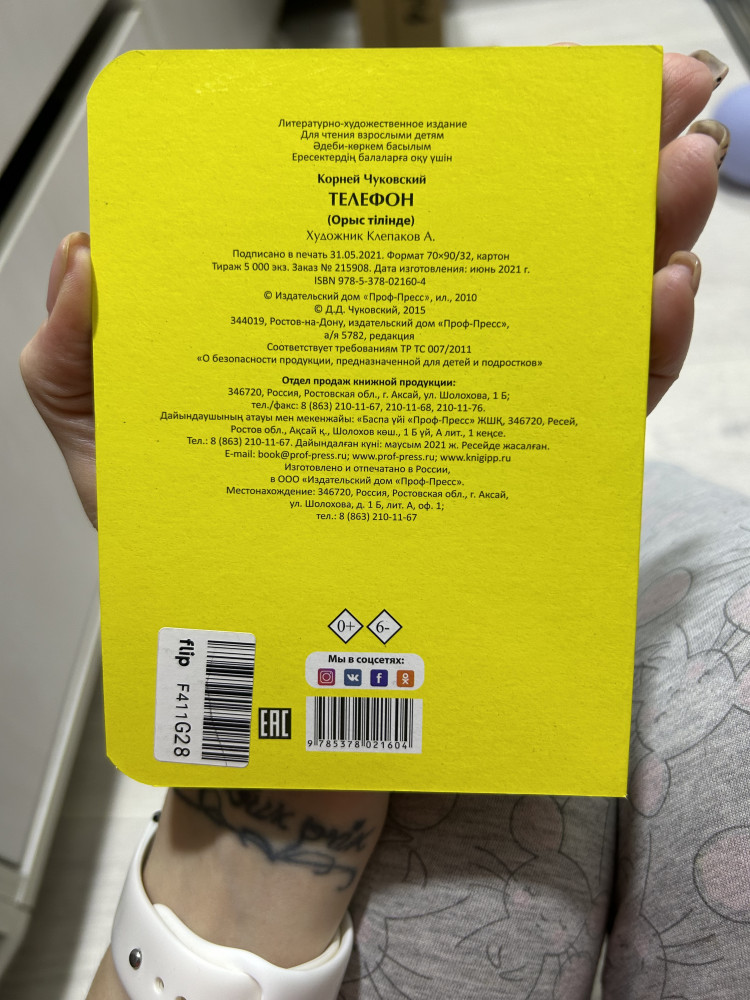 Литературно-художественное издание
Для чтения взрослыми детям
Әдеби-көркем басылым
Ересектердің балаларға оқу үшін
Корней Чуковский
ТЕЛЕФОН
(Орыс тілінде)
Художник Клепаков А.
Подписано в печать 31.05.2021. Формат 70×90/32, картон
Тираж 5 000 экз. Заказ № 215908. Дата изготовления: июнь 2021 г.
ISBN 978-5-378-02160-4
© Издательский дом «Проф-Пресс», ил., 2010
© Д.Д. Чуковский, 2015
344019, Ростов-на-Дону, издательский дом «Проф-Пресс»,
а/я 5782, редакция
Соответствует требованиям ТР ТС 007/2011
«О безопасности продукции, предназначенной для детей и подростков»
Отдел продаж книжной продукции:
346720, Россия, Ростовская обл., г. Аксай, ул. Шолохова, 1 Б;
тел./факс: 8 (863) 210-11-67, 210-11-68, 210-11-76.
Дайындаушының атауы мен мекенжайы: «Баспа үйі «Проф-Пресс» ЖШҚ, 346720, Ресей,
Ростов обл., Ақсай қ., Шолохов көш., 1 Б үй, А лит., 1 кеңсе.
Тел.: 8 (863) 210-11-67. Дайындалған күні: маусым 2021 ж. Ресейде жасалған.
E-mail: book@prof-press.ru; www.prof-press.ru; www.knigipp.ru
Изготовлено и отпечатано в России,
в ООО «Издательский дом «Проф-Пресс».
Местонахождение: 346720, Россия, Ростовская обл., г. Аксай,
ул. Шолохова, д. 1 Б, лит. А, оф. 1;
тел.: 8 (863) 210-11-67
0+ 6-
Мы в соцсетях:
flip F411G28
EAC
9 785378 021604